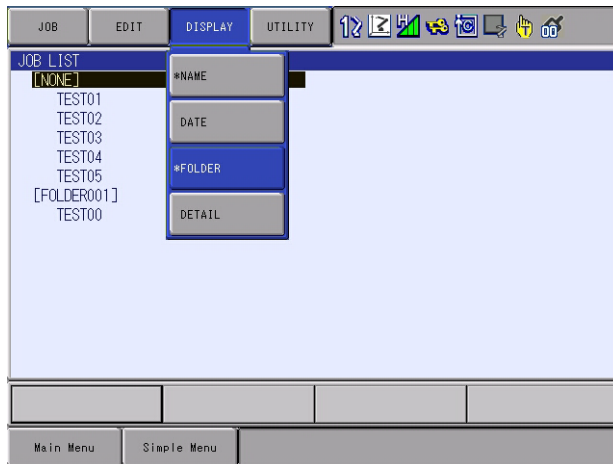 JOB EDIT DISPLAY UTILITY
JOB LIST
[NONE]
TEST01
TEST02
TEST03
TEST04
TEST05
[FOLDER001]
TEST00
*NAME
DATE
*FOLDER
DETAIL
Main Menu Simple Menu